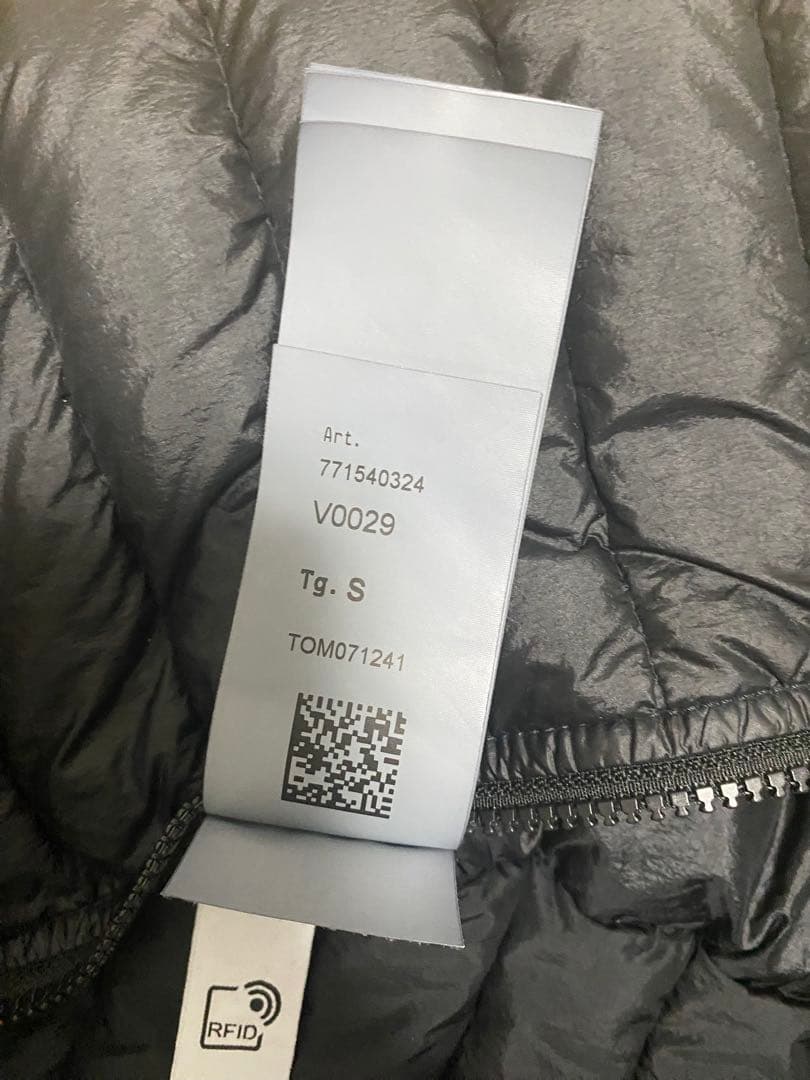 Art.
771540324
V0029
Tg. S
TOM071241
RFID